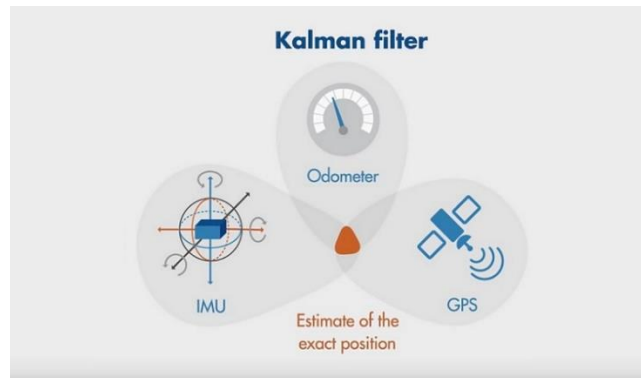 Kalman filter
Odometer
IMU
GPS
Estimate of the
exact position